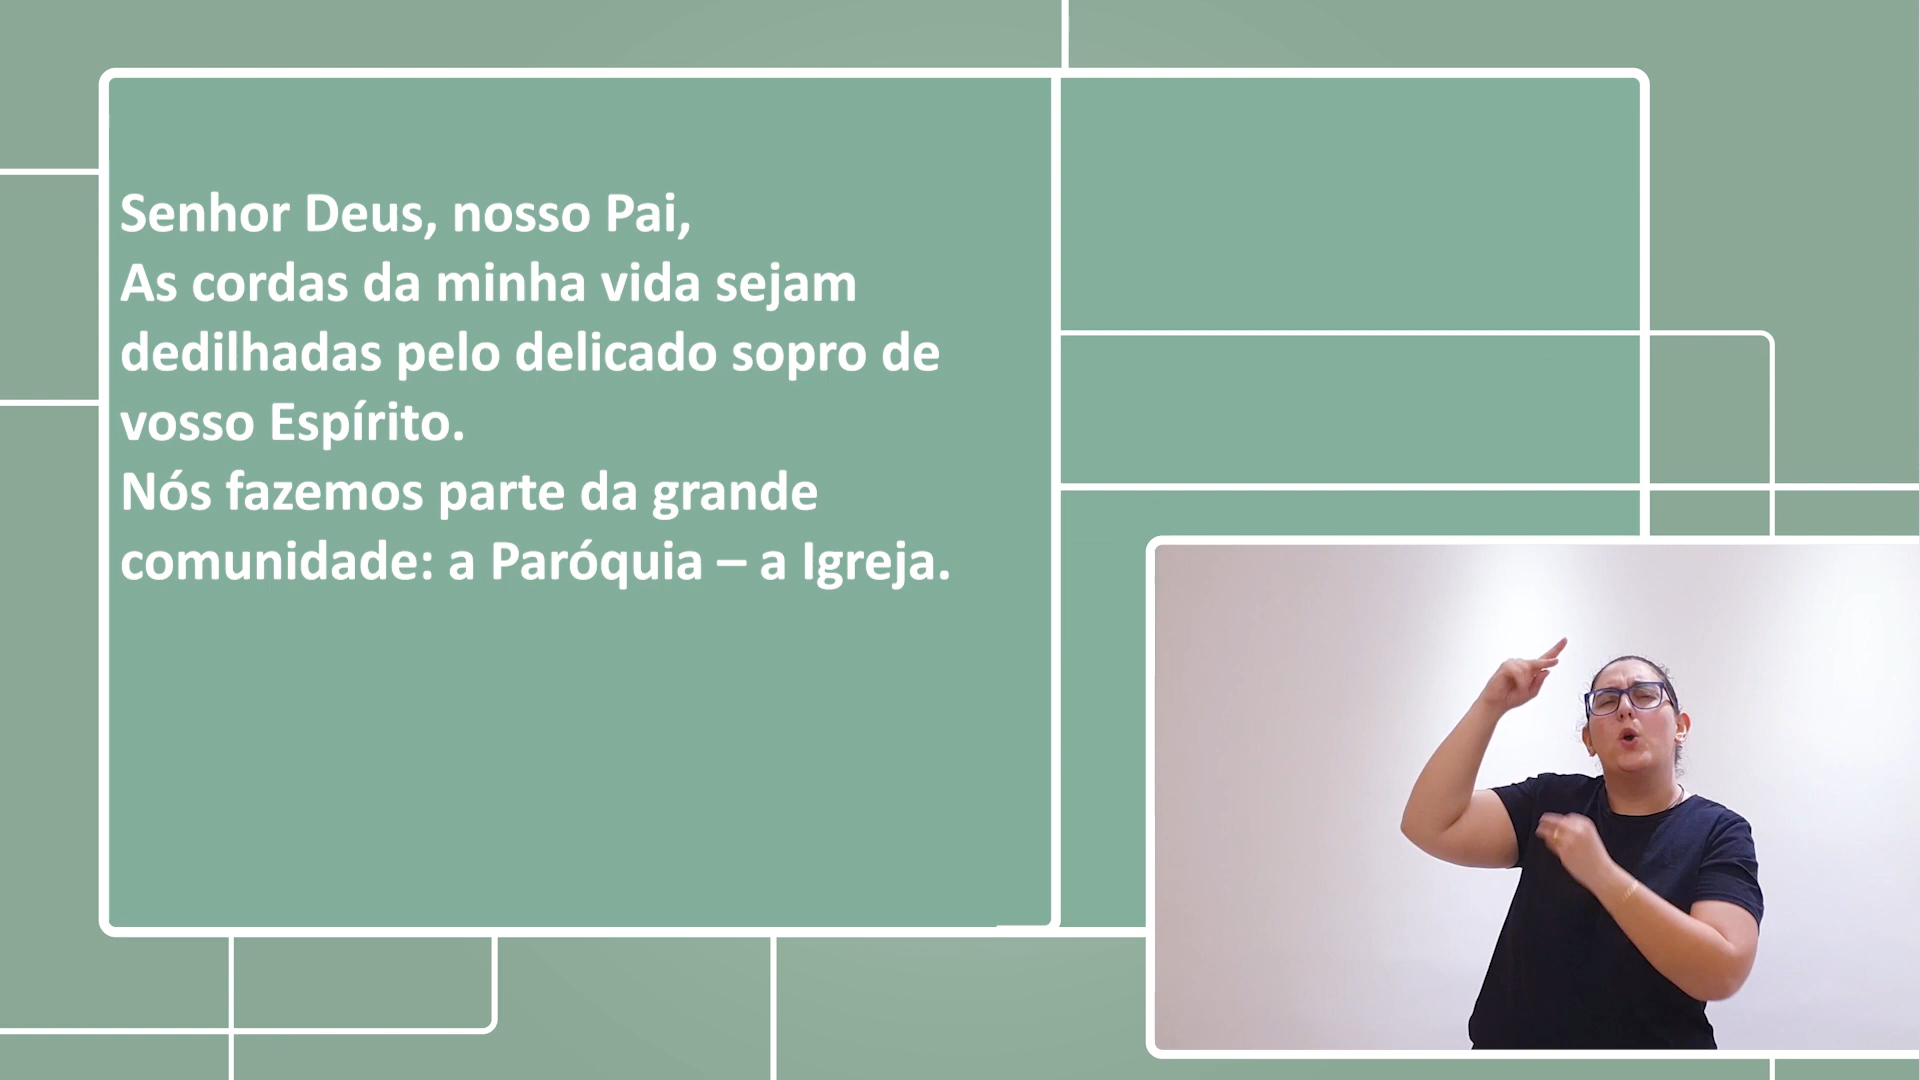 Senhor Deus, nosso Pai,
As cordas da minha vida sejam
dedilhadas pelo delicado sopro de
vosso Espírito.
Nós fazemos parte da grande
comunidade: a Paróquia – a Igreja.